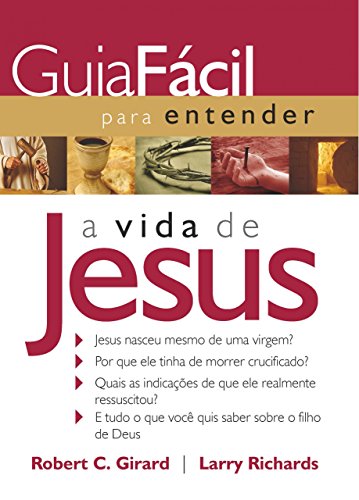 Guia Fácil
para entender
a vida de
Jesus
Jesus nasceu mesmo de uma virgem?
Por que ele tinha de morrer crucificado?
Quais as indicações de que ele realmente
ressuscitou?
E tudo o que você quis saber sobre o filho
de Deus
Robert C. Girard | Larry Richards